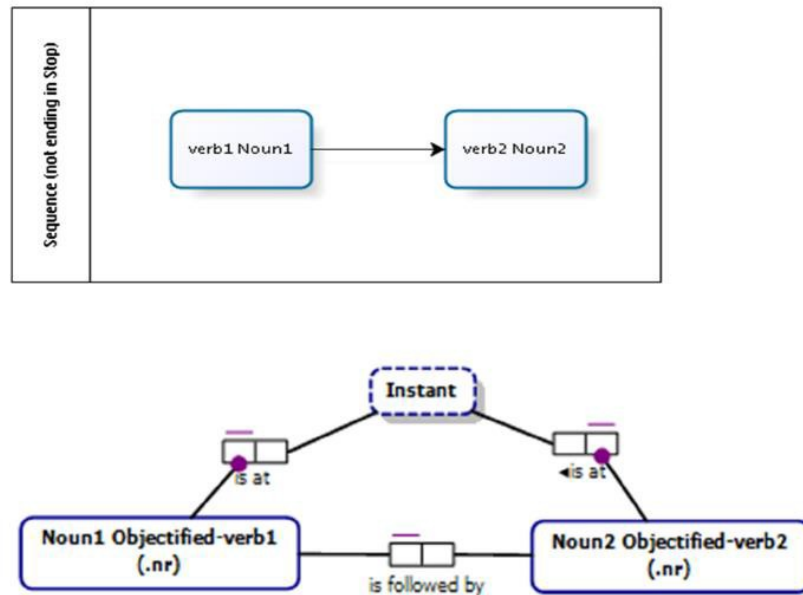 Sequence (not ending in Stop)
verb1 Noun1
verb2 Noun2
Instant
is at
◄is at
Noun1 Objectified-verb1
(.nr)
is followed by
Noun2 Objectified-verb2
(.nr)